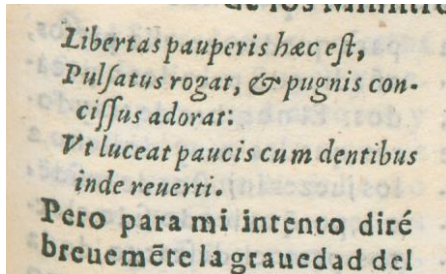 Libertas pauperis hæc eſt,
Pulſatus rogat, & pugnis con-
ciſſus adorat:
Vt luceat paucis cum dentibus
inde reuerti.
Pero para mi intento diré
breuemẽte la grauedad del